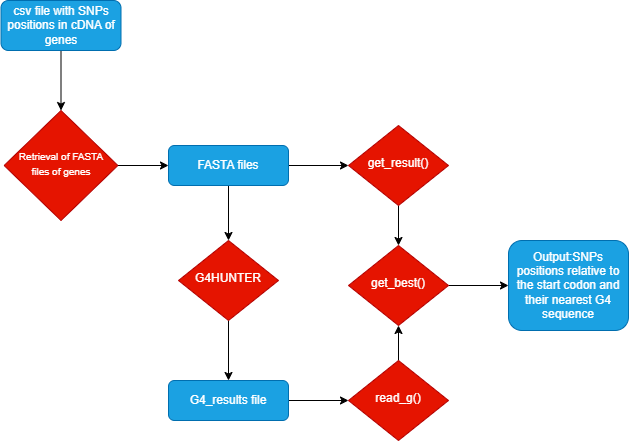 csv file with SNPs
positions in cDNA of
genes
Retrieval of FASTA
files of genes
FASTA files
get_result()
G4HUNTER
get_best()
Output:SNPs
positions relative to
the start codon and
their nearest G4
sequence
G4_results file
read_g()